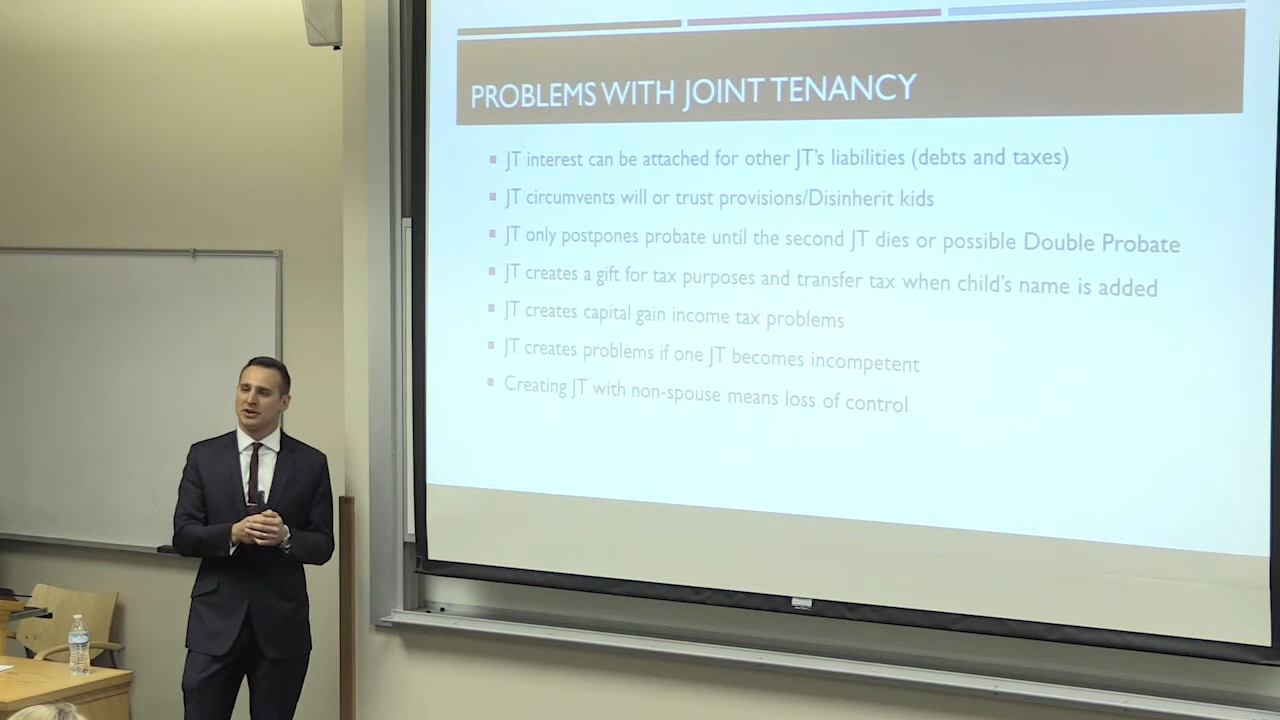 PROBLEMS WITH JOINT TENANCY
JT interest can be attached for other JT's liabilities (debts and taxes)
JT circumvents will or trust provisions/Disinherit kids
JT only postpones probate until the second JT dies or possible Double Probate
JT creates a gift for tax purposes and transfer tax when child's name is added
JT creates capital gain income tax problems
JT creates problems if one JT becomes incompetent
Creating JT with non-spouse means loss of control